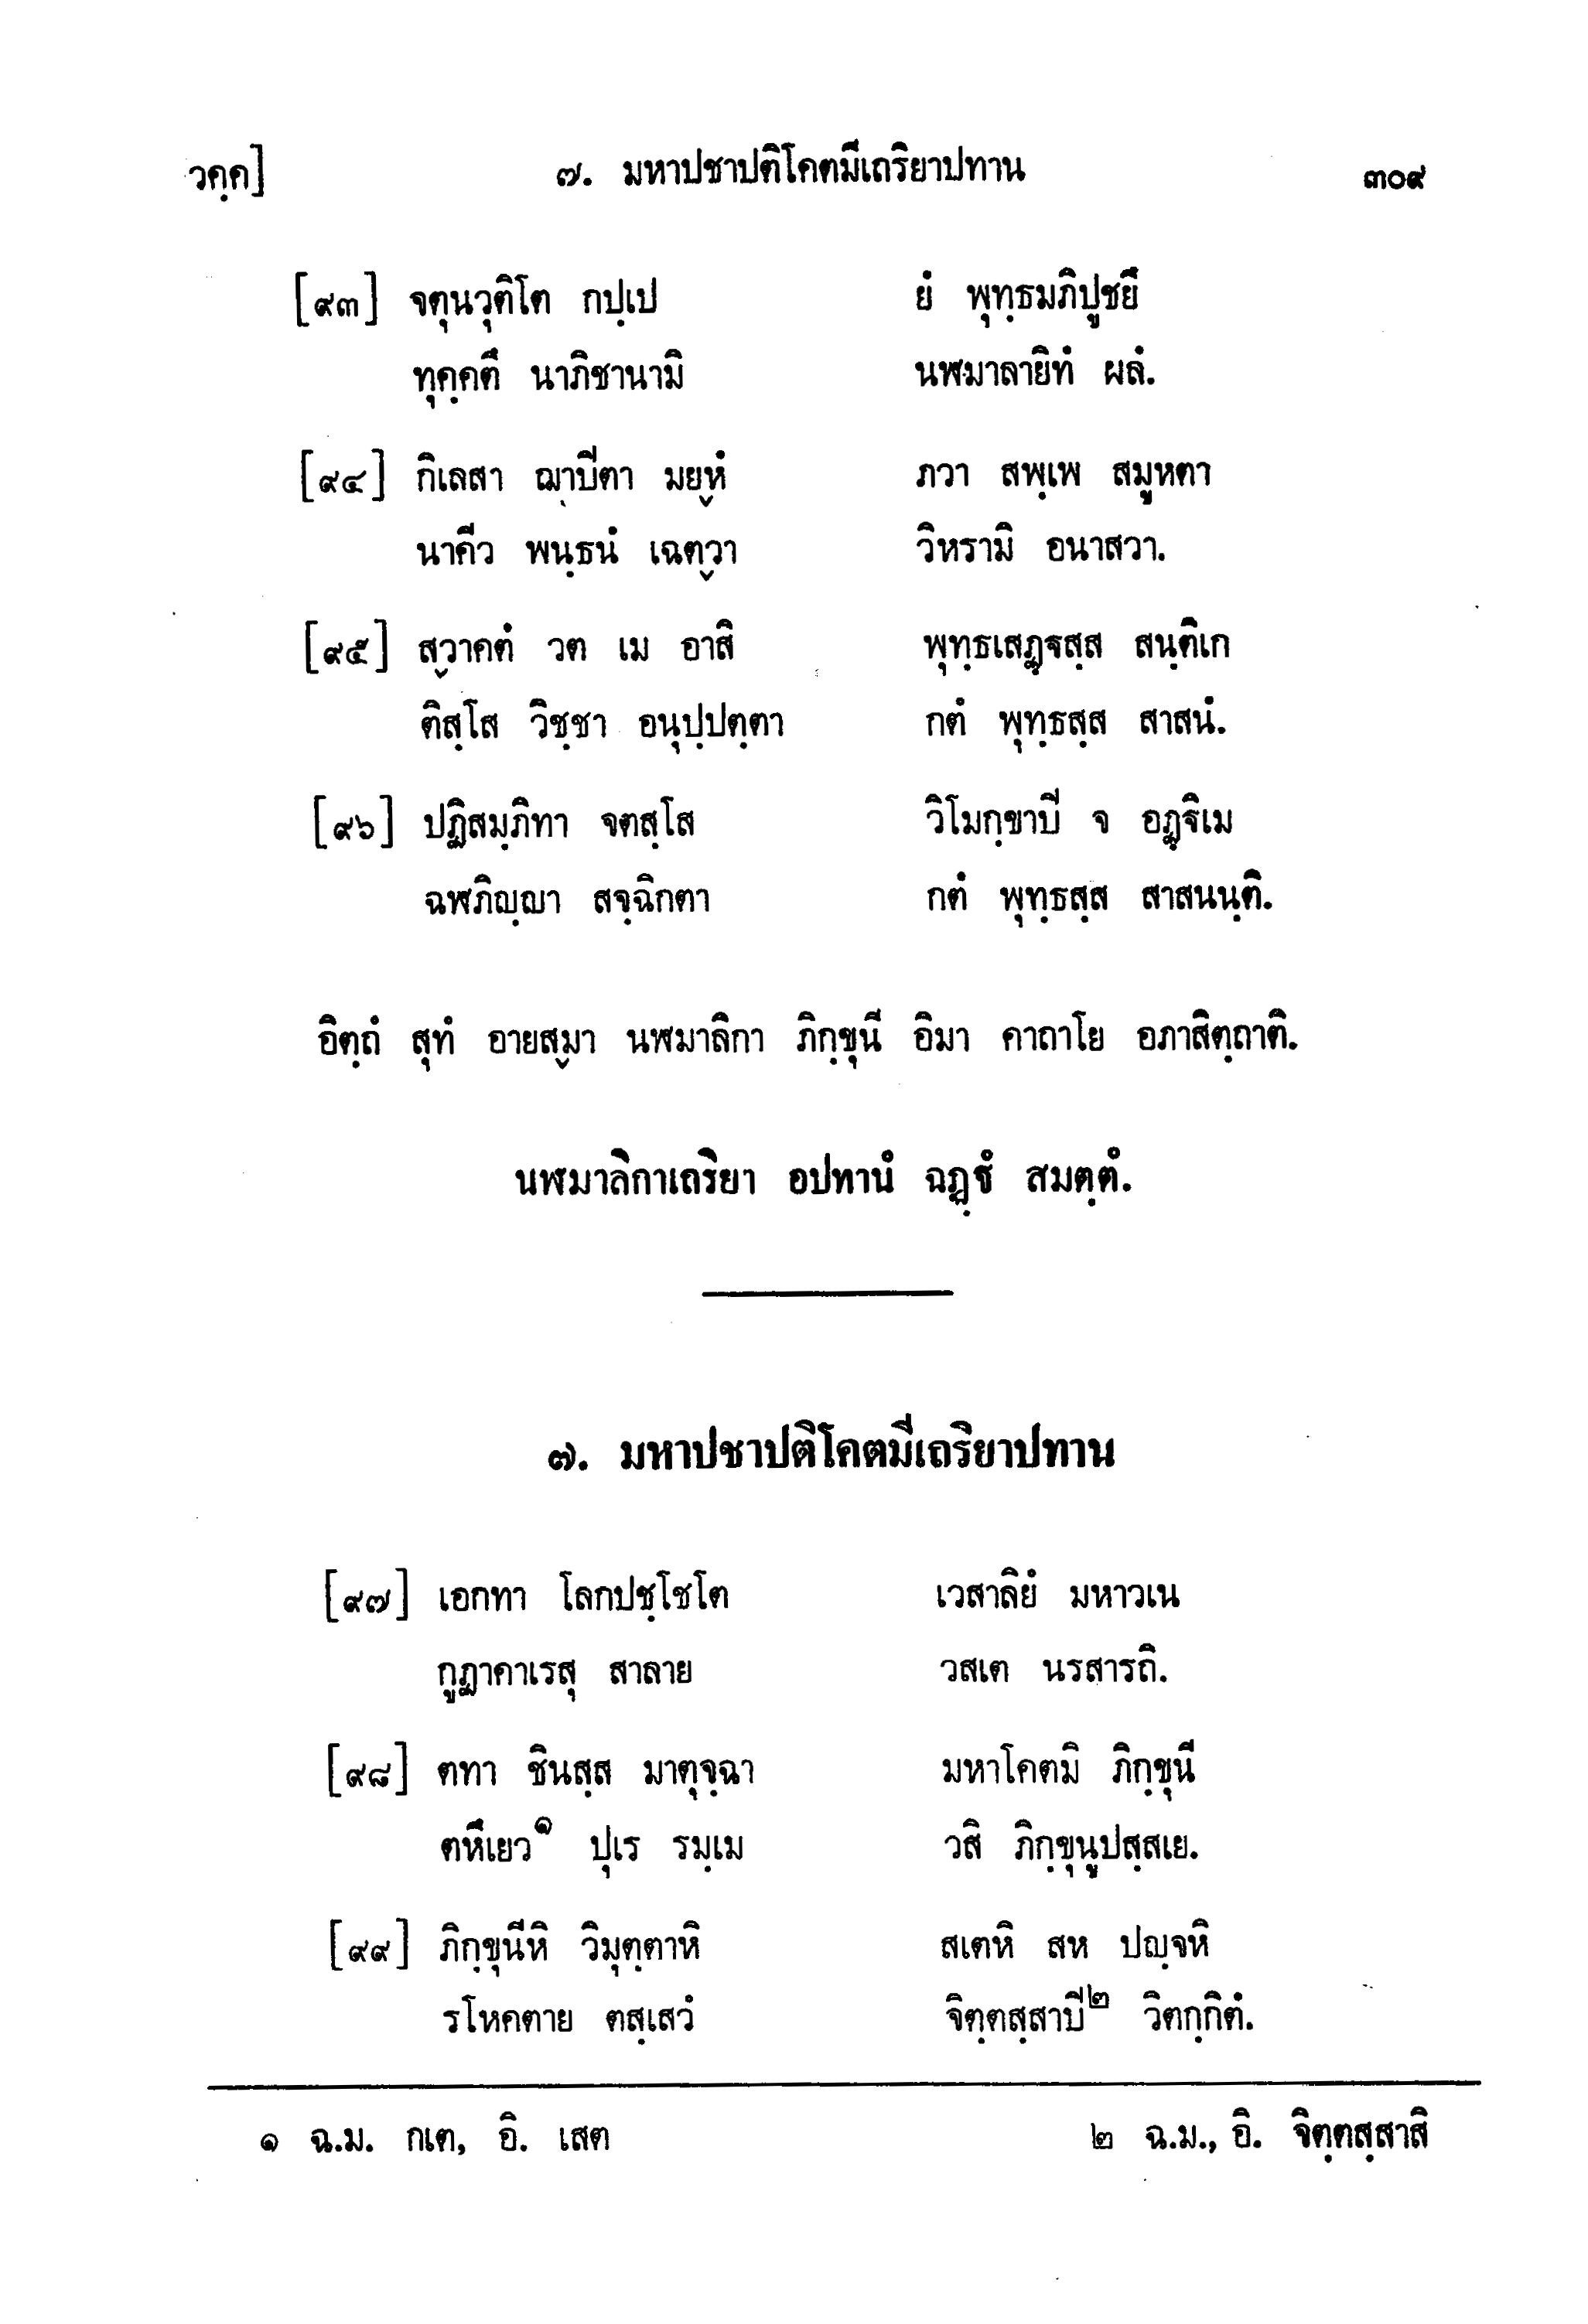 วคฺค] ๗. มหาปชาปติโคตมีเถริยาปทาน ๓๐๙
[๙๓] จตุนวุติโต กปฺเป ยํ พุทฺธมภิปูชยึ
ทุคฺคตึ นาภิชานามิ นฬมาลายิทํ ผลํ.
[๙๔] กิเลสา ฌาปีตา มยฺหํ ภวา สพฺเพ สมูหตา
นาคีว พนฺธนํ เฉตฺวา วิหรามิ อนาสวา.
[๙๕] สฺวาคตํ วต เม อาสิ พุทฺธเสฏฺฐสฺส สนฺติเก
ติสฺโส วิชฺชา อนุปฺปตฺตา กตํ พุทฺธสฺส สาสนํ.
[๙๖] ปฏิสมฺภิทา จตสฺโส วิโมกฺขาปี จ อฏฺฐิเม
ฉฬภิญฺญา สจฺฉิกตา กตํ พุทฺธสฺส สาสนนฺติ.
อิตฺถํ สุทํ อายสฺมา นฬมาลิกา ภิกฺขุนี อิมา คาถาโย อภาสิตฺถาติ.
นฬมาลิกาเถริยา อปทานํ ฉฏฺฐํ สมตฺตํ.
๗. มหาปชาปติโคตมีเถริยาปทาน
[๙๗] เอกทา โลกปชฺโชโต เวสาลิยํ มหาวเน
กูฏาคาเรสุ สาลาย วสเต นรสารถิ.
[๙๘] ตทา ชินสฺส มาตุจฺฉา มหาโคตมิ ภิกฺขุนี
ตหึเยว๑ ปุเร รมฺเม วสิ ภิกฺขุนูปสฺสเย.
[๙๙] ภิกฺขุนีหิ วิมุตฺตาหิ สเตหิ สห ปญฺจหิ
รโหคตาย ตสฺเสวํ จิตฺตสฺสาปี๒ วิตกฺกิตํ.
๑ ฉ.ม. กเต, อิ. เสต ๒ ฉ.ม., อิ. จิตฺตสฺสาสิ